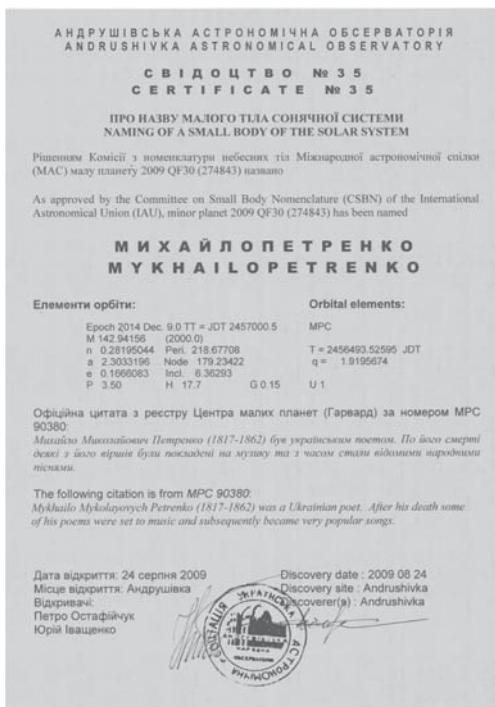 АНДРУШІВСЬКА АСТРОНОМІЧНА ОБСЕРВАТОРІЯ
ANDRUSHIVKA ASTRONOMICAL OBSERVATORY
СВІДОЦТВО №35
CERTIFICATE №35
ПРО НАЗВУ МАЛОГО ТІЛА СОНЯЧНОЇ СИСТЕМИ
NAMING OF A SMALL BODY OF THE SOLAR SYSTEM
Рішенням Комісії з номенклатури небесних тіл Міжнародної астрономічної спілки
(МАС) малу планету 2009 QF30 (274843) названо
As approved by the Committee on Small Body Nomenclature (CSBN) of the International
Astronomical Union (IAU), minor planet 2009 QF30 (274843) has been named
МИХАЙЛОПЕТРЕНКО
MYKHAILOPETRENKO
Елементи орбіти: Orbital elements:
Epoch 2014 Dec. 9.0 TT = JDT 2457000.5 MPC
M 142.94156 (2000.0)
n 0.28195044 Peri. 218.67708 T = 2456493.52595 JDT
a 2.3033196 Node 179.23422 q = 1.9195674
e 0.1666083 Incl. 6.36293
P 3.50 H 17.7 G 0.15 U 1
Офіційна цитата з реєстру Центра малих планет (Гарвард) за номером MPC
90380:
Михайло Миколайович Петренко (1817-1862) був українським поетом. По його смерті
деякі з його віршів були покладені на музику та з часом стали відомими народними
піснями.
The following citation is from MPC 90380:
Mykhailo Mykolayovych Petrenko (1817-1862) was a Ukrainian poet. After his death some
of his poems were set to music and subsequently became very popular songs.
Дата відкриття: 24 серпня 2009 Discovery date : 2009 08 24
Місце відкриття: Андрушівка Discovery site : Andrushivka
Відкривачі: Discoverer(s) : Andrushivka
Петро Остафійчук
Юрій Іващенко
УКРАЇНСЬКА
АСТРОНОМІЧНА
АСОЦІАЦІЯ